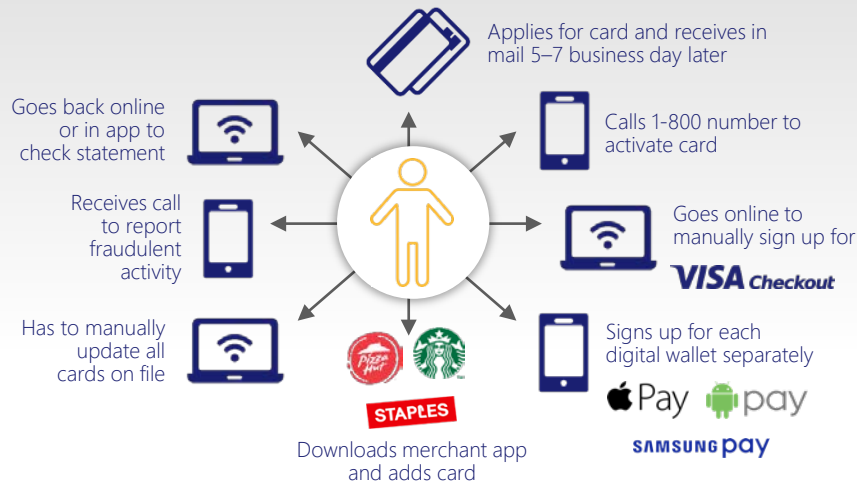 Applies for card and receives in
mail 5–7 business day later
Calls 1-800 number to
activate card
Goes online to
manually sign up for
VISA Checkout
Signs up for each
digital wallet separately
Pay
pay
SAMSUNG pay
Pizza
Hut
STAPLES
Downloads merchant app
and adds card
Has to manually
update all
cards on file
Receives call
to report
fraudulent
activity
Goes back online
or in app to
check statement